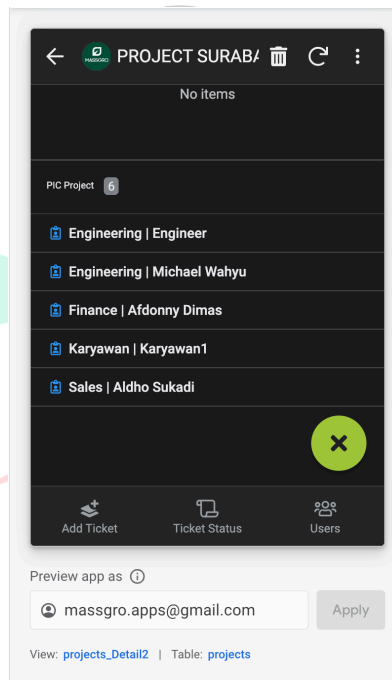 MASSGRO
PROJECT SURABA
No items
PIC Project 6
Engineering | Engineer
Engineering | Michael Wahyu
Finance | Afdonny Dimas
Karyawan | Karyawan1
Sales | Aldho Sukadi
Add Ticket
Ticket Status
Users
Preview app as
massgro.apps@gmail.com
Apply
View: projects_Detail2 | Table: projects